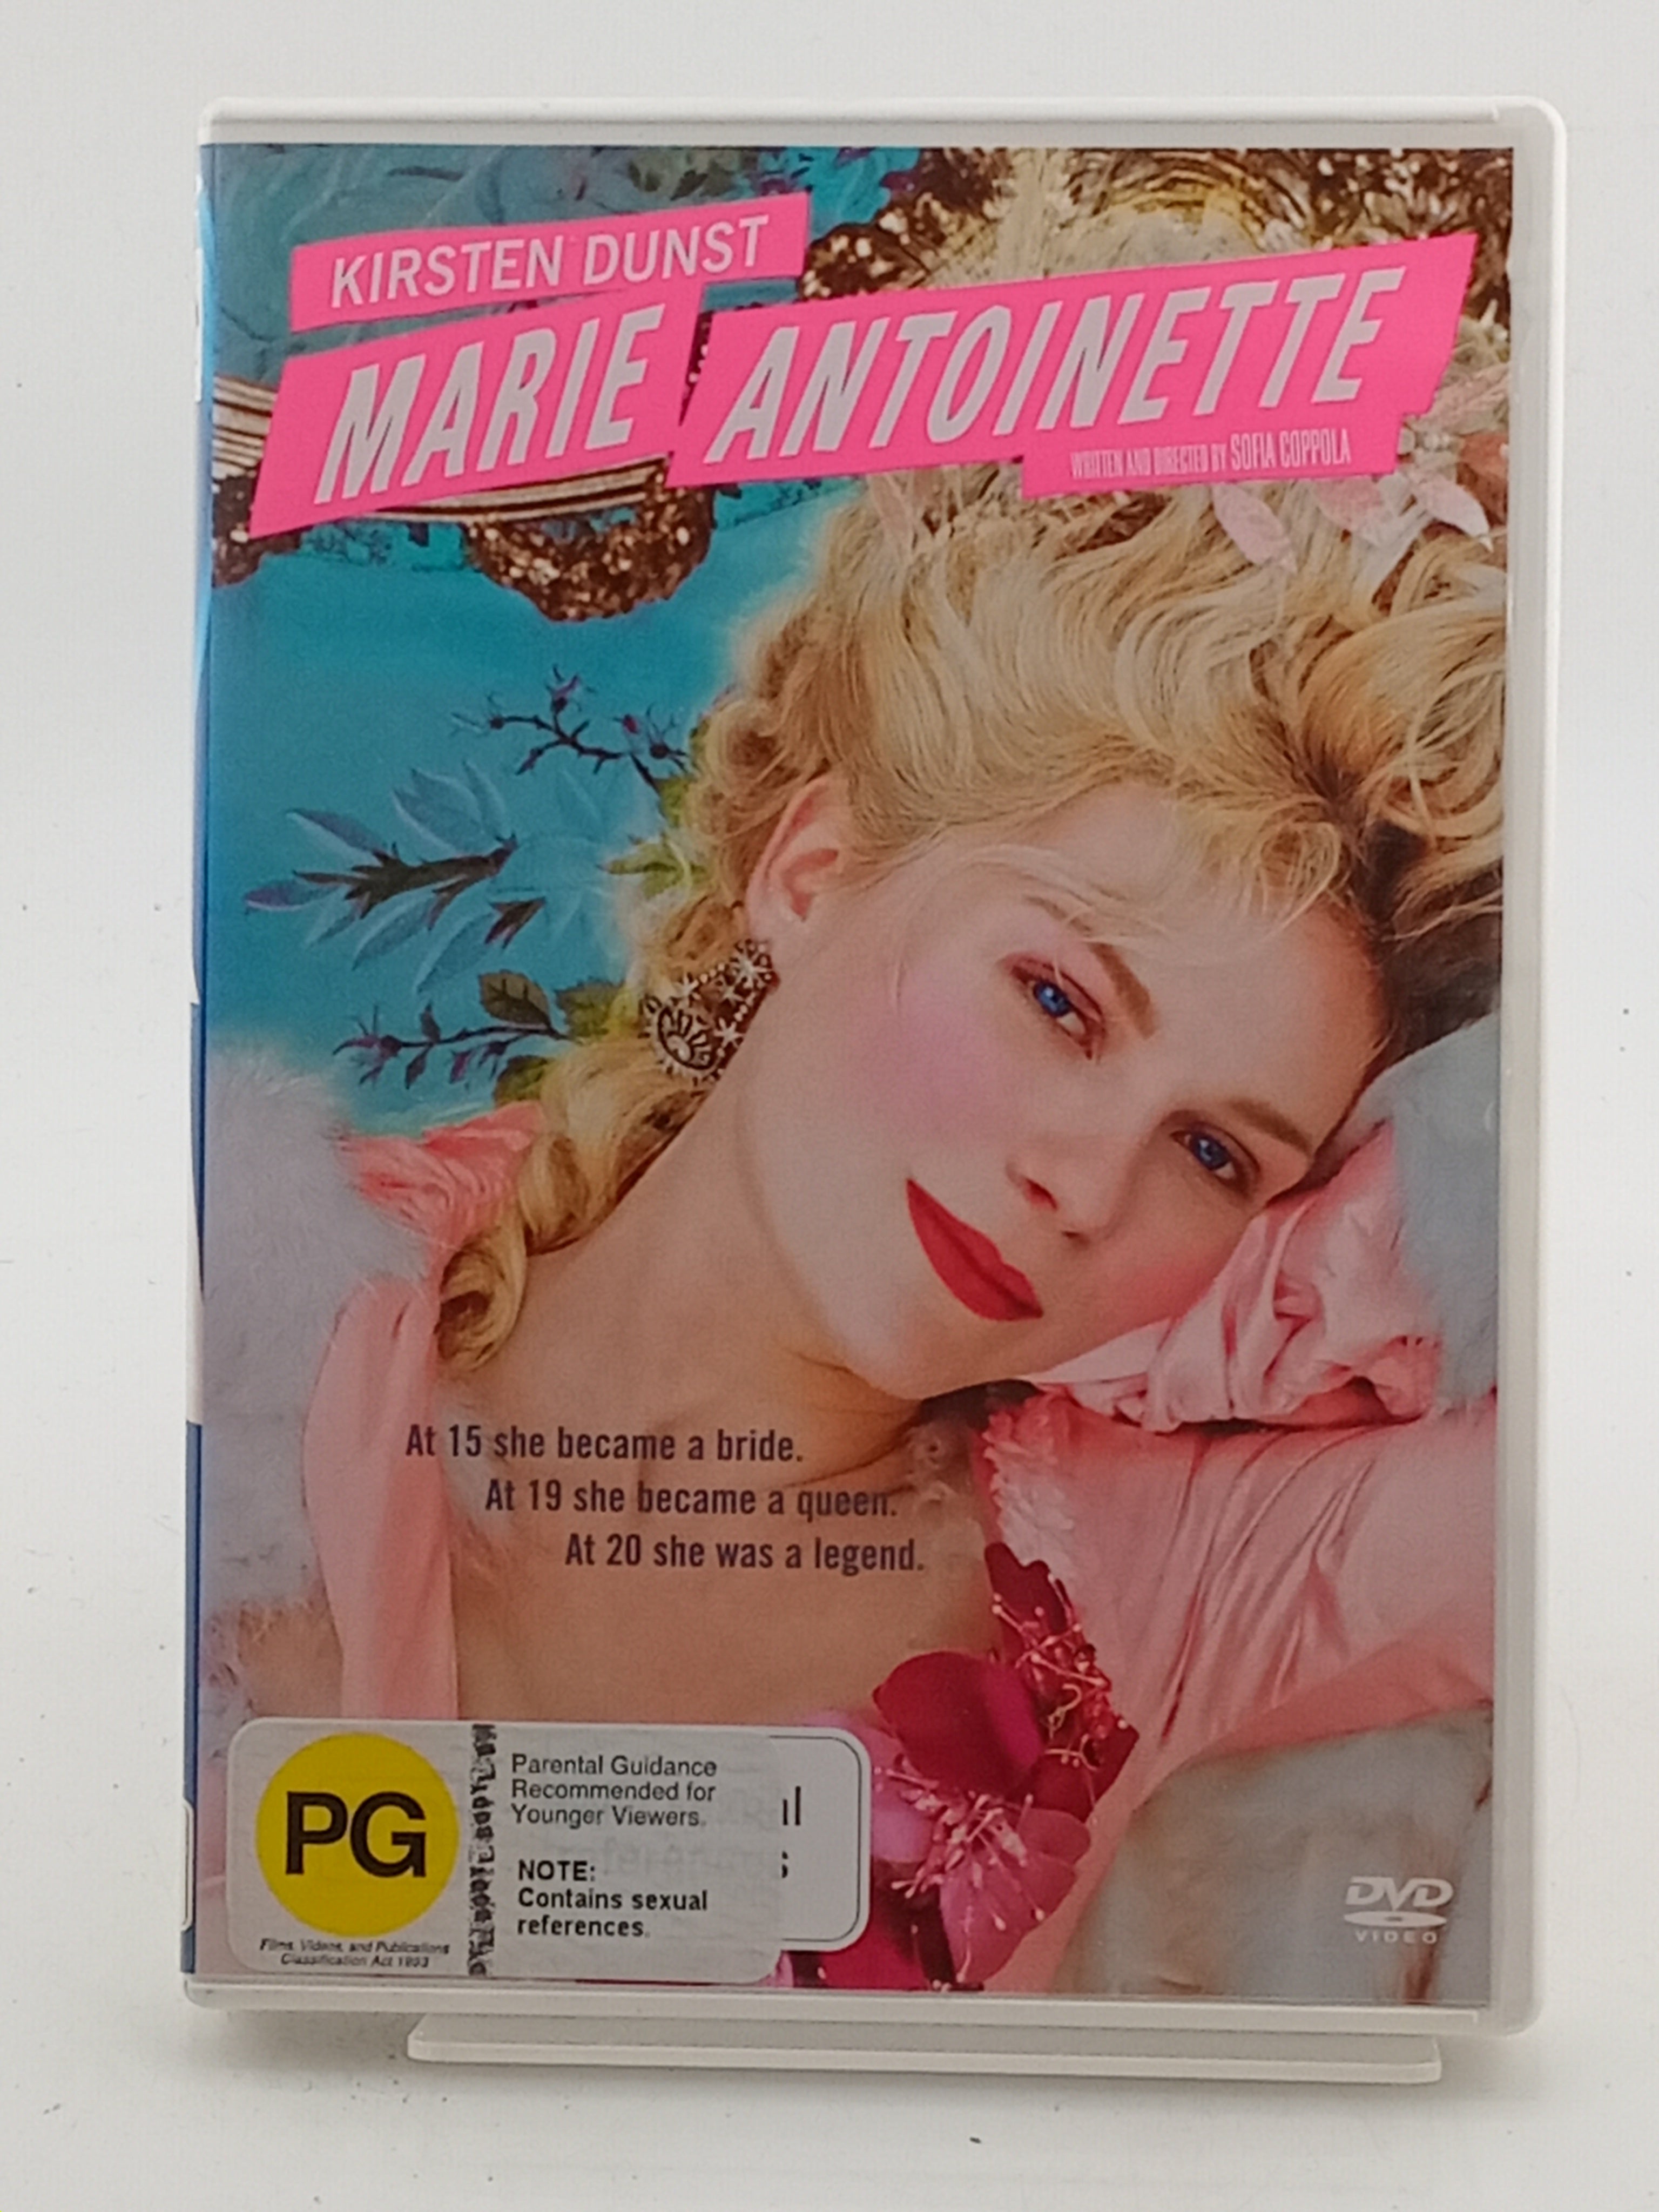 KIRSTEN DUNST
MARIE ANTOINETTE
WRITTEN AND DIRECTED BY SOFIA COPPOLA
At 15 she became a bride.
At 19 she became a queen.
At 20 she was a legend.
PG
Films, Videos, and Publications
Classification Act 1993
Parental Guidance
Recommended for
Younger Viewers.
NOTE:
Contains sexual
references.
DVD
VIDEO